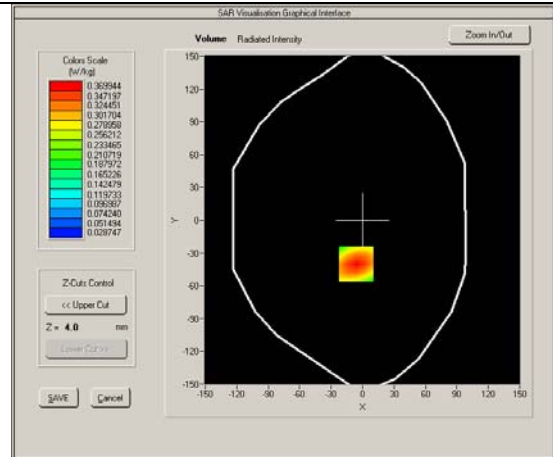 SAR Visualisation Graphical Interface
Volume Radiated Intensity
Zoom In/Out
Colors Scale
(W/kg)
0.369944
0.347197
0.324451
0.301704
0.278958
0.256212
0.233465
0.210719
0.187972
0.165226
0.142479
0.119733
0.096987
0.074240
0.051494
0.028747
Z-Cuts Control
<< Upper Cut
Z = 4.0 mm
Lower Cut >>
SAVE
Cancel
150
120
90
60
30
0
-30
-60
-90
-120
-150
Y
-150 -120 -90 -60 -30 0 30 60 90 120 150
X